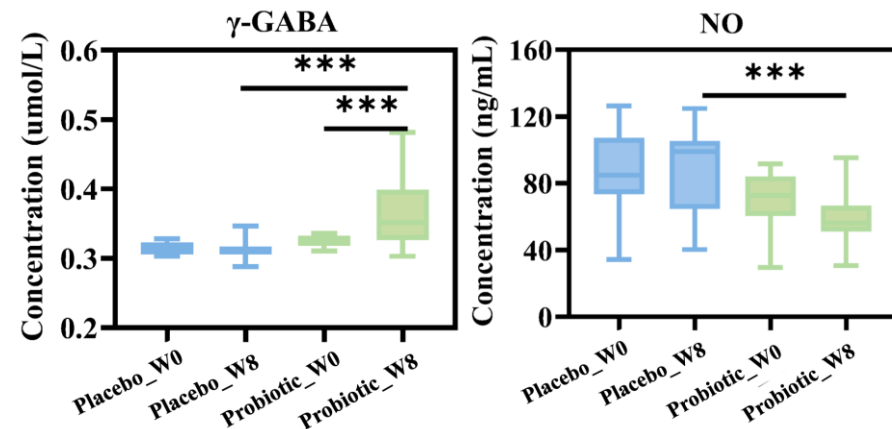 γ-GABA
Concentration (umol/L)
0.6
0.5
0.4
0.3
0.2
***
***
Placebo_W0
Placebo_W8
Probiotic_W0
Probiotic_W8
NO
Concentration (ng/mL)
160
120
80
40
0
***
Placebo_W0
Placebo_W8
Probiotic_W0
Probiotic_W8